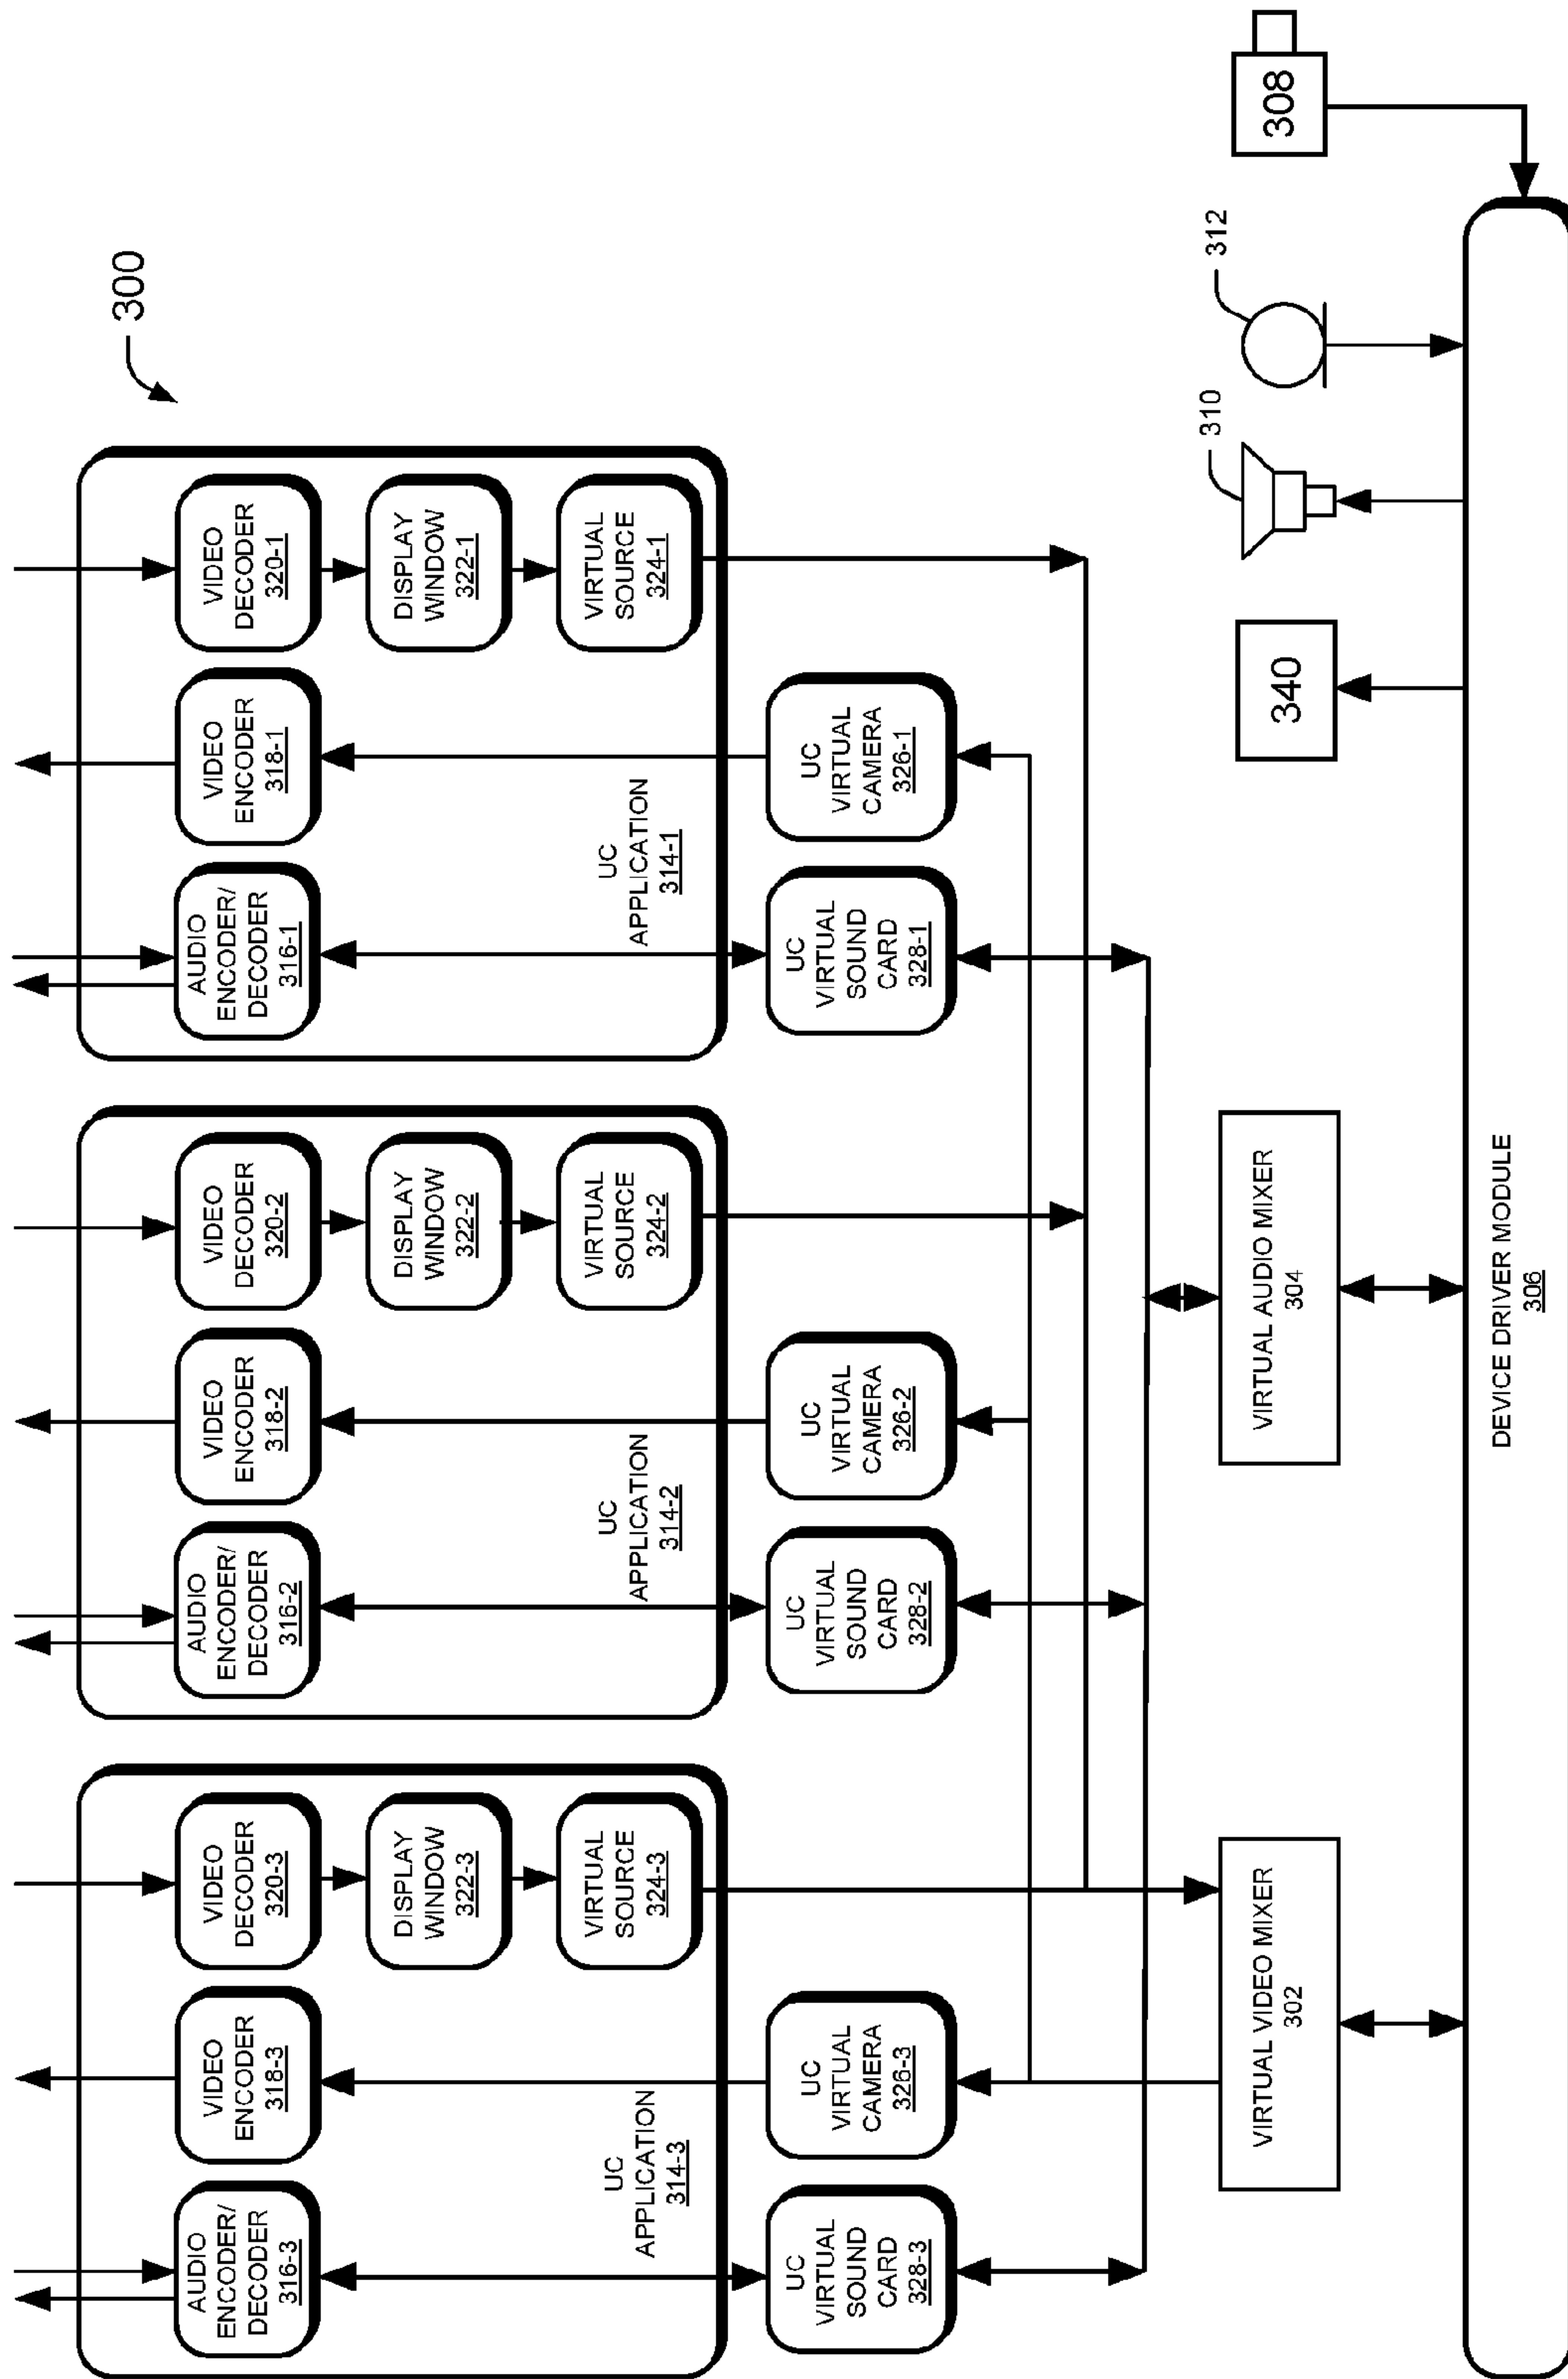 300
AUDIO
ENCODER/
DECODER
316-3
VIDEO
ENCODER
318-3
VIDEO
DECODER
320-3
DISPLAY
WINDOW
322-3
VIRTUAL
SOURCE
324-3
UC
APPLICATION
314-3
UC
VIRTUAL
SOUND
CARD
328-3
UC
VIRTUAL
CAMERA
326-3
AUDIO
ENCODER/
DECODER
316-2
VIDEO
ENCODER
318-2
VIDEO
DECODER
320-2
DISPLAY
WINDOW
322-2
VIRTUAL
SOURCE
324-2
UC
APPLICATION
314-2
UC
VIRTUAL
SOUND
CARD
328-2
UC
VIRTUAL
CAMERA
326-2
AUDIO
ENCODER/
DECODER
316-1
VIDEO
ENCODER
318-1
VIDEO
DECODER
320-1
DISPLAY
WINDOW
322-1
VIRTUAL
SOURCE
324-1
UC
APPLICATION
314-1
UC
VIRTUAL
SOUND
CARD
328-1
UC
VIRTUAL
CAMERA
326-1
VIRTUAL VIDEO MIXER
302
VIRTUAL AUDIO MIXER
304
340
310
312
308
DEVICE DRIVER MODULE
306